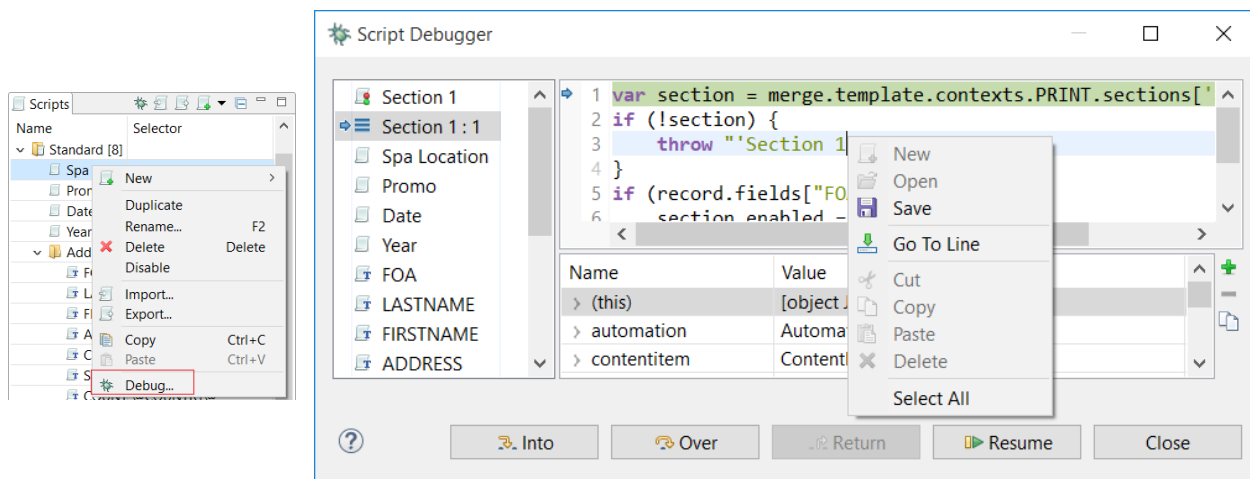 Scripts
Name Selector
Standard [8]
Spa
Pror
Date
Year
Add
New
Duplicate
Rename... F2
Delete Delete
Disable
Import...
Export...
Copy Ctrl+C
Paste Ctrl+V
Debug...
Script Debugger
Section 1
Section 1 : 1
Spa Location
Promo
Date
Year
FOA
LASTNAME
FIRSTNAME
ADDRESS
1 var section = merge.template.contexts.PRINT.sections['
2 if (!section) {
3 throw "'Section 1
4 }
5 if (record.fields["FO
6 section.enabled =
Name Value
(this) [object J
automation Automa
contentitem Content
New
Open
Save
Go To Line
Cut
Copy
Paste
Delete
Select All
Into
Over
Return
Resume
Close